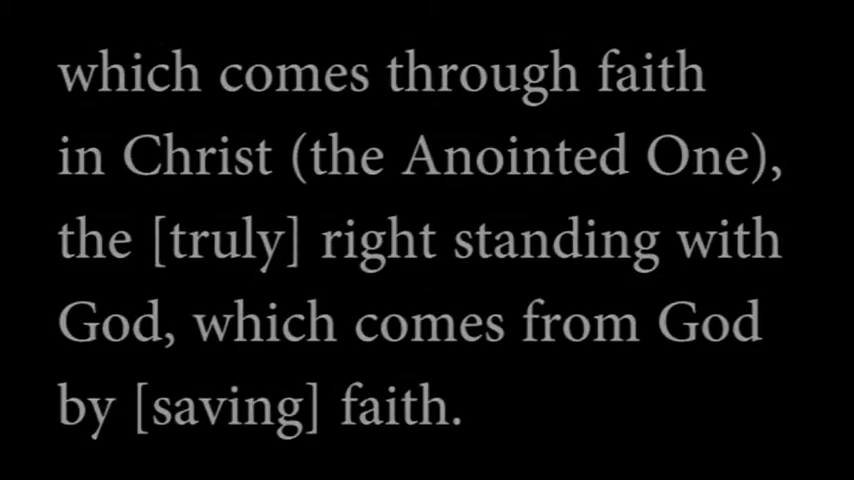 which comes through faith
in Christ (the Anointed One),
the [truly] right standing with
God, which comes from God
by [saving] faith.